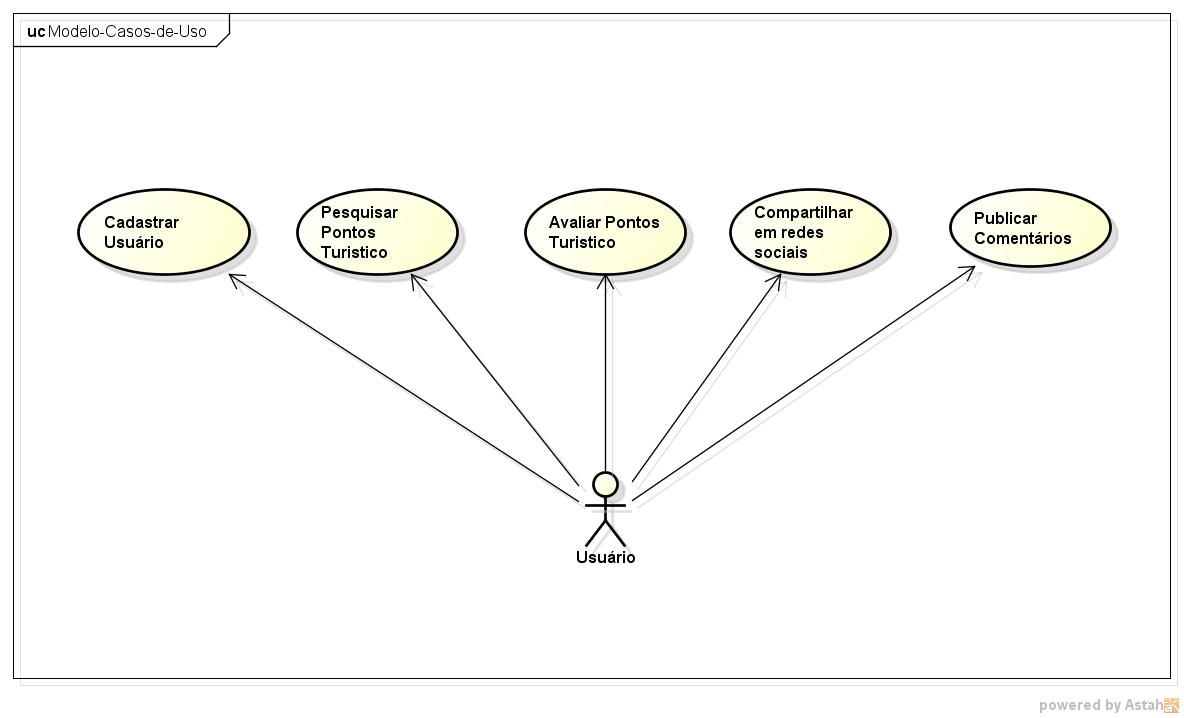 uc Modelo-Casos-de-Uso
Cadastrar
Usuário
Pesquisar
Pontos
Turistico
Avaliar Pontos
Turistico
Compartilhar
em redes
sociais
Publicar
Comentários
Usuário
powered by Astah